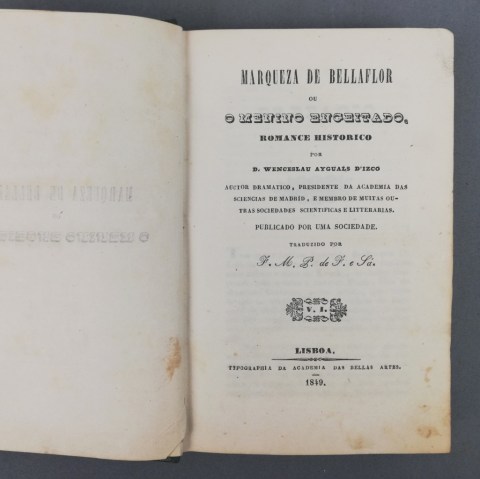 MARQUEZA DE BELLAFLOR
OU
O MENINO ENGEITADO,
ROMANCE HISTORICO
POR
D. WENCESLAU AYGUALS D'IZCO
AUCTOR DRAMATICO, PRESIDENTE DA ACADEMIA DAS
SCIENCIAS DE MADRID, E MEMBRO DE MUITAS OU-
TRAS SOCIEDADES SCIENTIFICAS E LITTERARIAS.
PUBLICADO POR UMA SOCIEDADE.
TRADUZIDO POR
F. M. P. de F. e Sá.
V. I.
LISBOA,
TYPOGRAPHIA DA ACADEMIA DAS BELLAS ARTES.
1849.